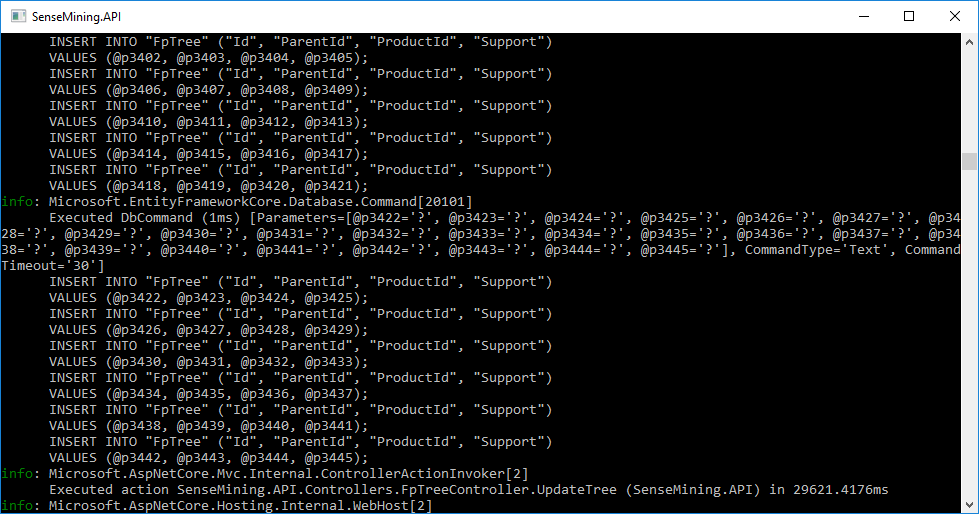 SenseMining.API
INSERT INTO "FpTree" ("Id", "ParentId", "ProductId", "Support")
VALUES (@p3402, @p3403, @p3404, @p3405);
INSERT INTO "FpTree" ("Id", "ParentId", "ProductId", "Support")
VALUES (@p3406, @p3407, @p3408, @p3409);
INSERT INTO "FpTree" ("Id", "ParentId", "ProductId", "Support")
VALUES (@p3410, @p3411, @p3412, @p3413);
INSERT INTO "FpTree" ("Id", "ParentId", "ProductId", "Support")
VALUES (@p3414, @p3415, @p3416, @p3417);
INSERT INTO "FpTree" ("Id", "ParentId", "ProductId", "Support")
VALUES (@p3418, @p3419, @p3420, @p3421);
info: Microsoft.EntityFrameworkCore.Database.Command[20101]
Executed DbCommand (1ms) [Parameters=[@p3422='?', @p3423='?', @p3424='?', @p3425='?', @p3426='?', @p3427='?', @p34
28='?', @p3429='?', @p3430='?', @p3431='?', @p3432='?', @p3433='?', @p3434='?', @p3435='?', @p3436='?', @p3437='?', @p34
38='?', @p3439='?', @p3440='?', @p3441='?', @p3442='?', @p3443='?', @p3444='?', @p3445='?'], CommandType='Text', Command
Timeout='30']
INSERT INTO "FpTree" ("Id", "ParentId", "ProductId", "Support")
VALUES (@p3422, @p3423, @p3424, @p3425);
INSERT INTO "FpTree" ("Id", "ParentId", "ProductId", "Support")
VALUES (@p3426, @p3427, @p3428, @p3429);
INSERT INTO "FpTree" ("Id", "ParentId", "ProductId", "Support")
VALUES (@p3430, @p3431, @p3432, @p3433);
INSERT INTO "FpTree" ("Id", "ParentId", "ProductId", "Support")
VALUES (@p3434, @p3435, @p3436, @p3437);
INSERT INTO "FpTree" ("Id", "ParentId", "ProductId", "Support")
VALUES (@p3438, @p3439, @p3440, @p3441);
INSERT INTO "FpTree" ("Id", "ParentId", "ProductId", "Support")
VALUES (@p3442, @p3443, @p3444, @p3445);
info: Microsoft.AspNetCore.Mvc.Internal.ControllerActionInvoker[2]
Executed action SenseMining.API.Controllers.FpTreeController.UpdateTree (SenseMining.API) in 29621.4176ms
info: Microsoft.AspNetCore.Hosting.Internal.WebHost[2]